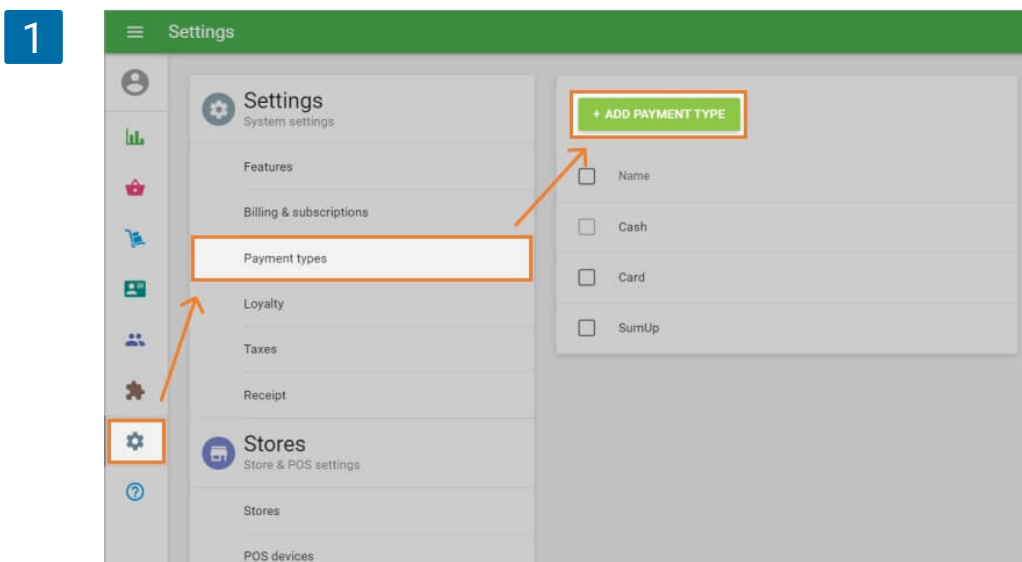 1
Settings
Settings
System settings
Features
Billing & subscriptions
Payment types
Loyalty
Taxes
Receipt
Stores
Store & POS settings
Stores
POS devices
+ ADD PAYMENT TYPE
Name
Cash
Card
SumUp